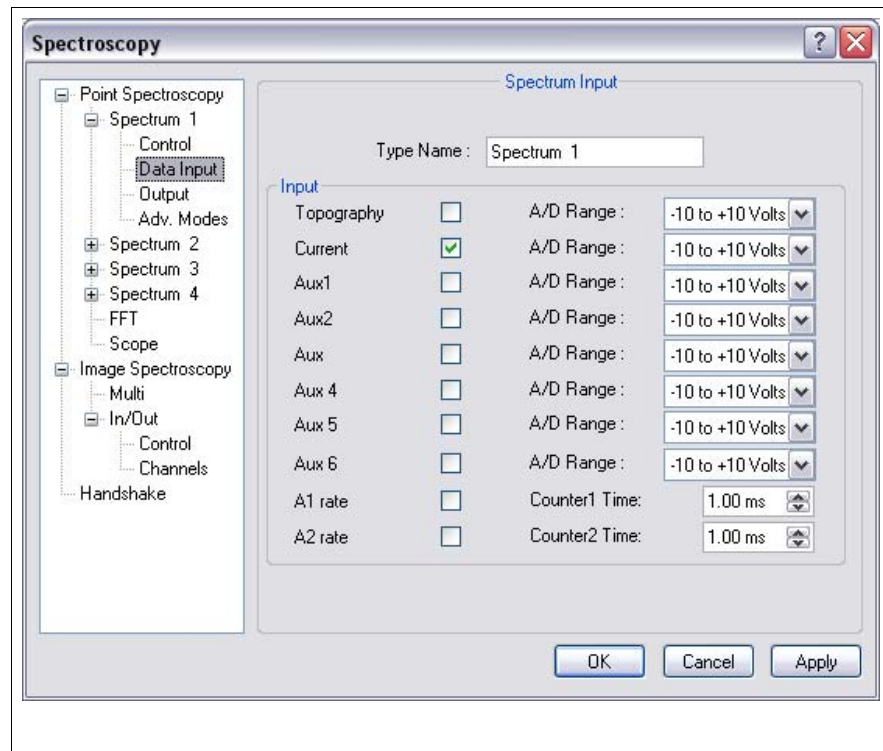 Spectroscopy
Point Spectroscopy
Spectrum 1
Control
Data Input
Output
Adv. Modes
Spectrum 2
Spectrum 3
Spectrum 4
FFT
Scope
Image Spectroscopy
Multi
In/Out
Control
Channels
Handshake
Spectrum Input
Type Name : Spectrum 1
Input
Topography A/D Range : -10 to +10 Volts
Current A/D Range : -10 to +10 Volts
Aux1 A/D Range : -10 to +10 Volts
Aux2 A/D Range : -10 to +10 Volts
Aux A/D Range : -10 to +10 Volts
Aux 4 A/D Range : -10 to +10 Volts
Aux 5 A/D Range : -10 to +10 Volts
Aux 6 A/D Range : -10 to +10 Volts
A1 rate Counter1 Time: 1.00 ms
A2 rate Counter2 Time: 1.00 ms
OK Cancel Apply